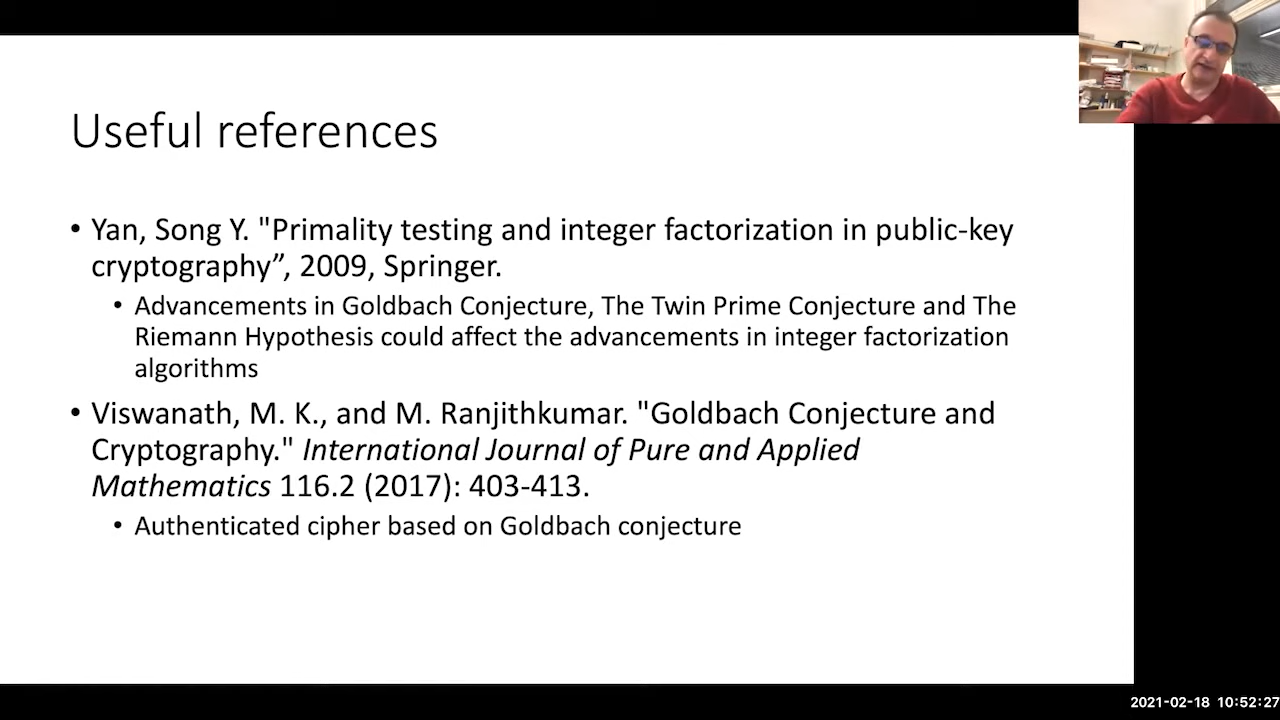 Useful references
• Yan, Song Y. "Primality testing and integer factorization in public-key
cryptography”, 2009, Springer.
• Advancements in Goldbach Conjecture, The Twin Prime Conjecture and The
Riemann Hypothesis could affect the advancements in integer factorization
algorithms
• Viswanath, M. K., and M. Ranjithkumar. "Goldbach Conjecture and
Cryptography." International Journal of Pure and Applied
Mathematics 116.2 (2017): 403-413.
• Authenticated cipher based on Goldbach conjecture
2021-02-18 10:52:27